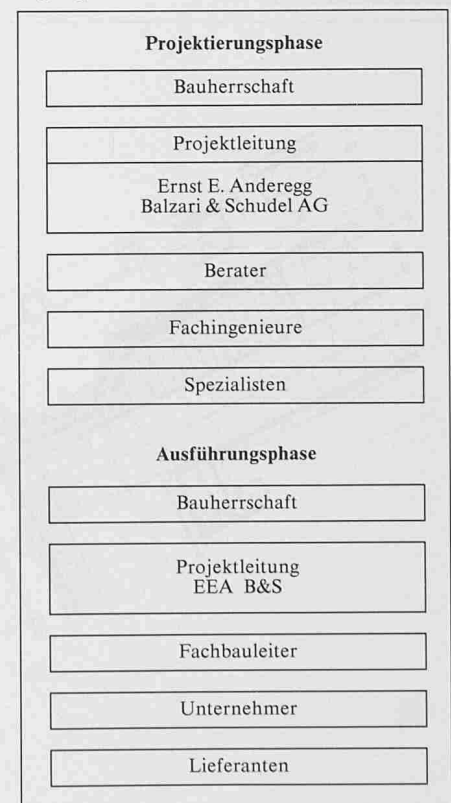 Projektierungsphase
Bauherrschaft
Projektleitung
Ernst E. Anderegg
Balzari & Schudel AG
Berater
Fachingenieure
Spezialisten
Ausführungsphase
Bauherrschaft
Projektleitung
EEA B&S
Fachbauleiter
Unternehmer
Lieferanten